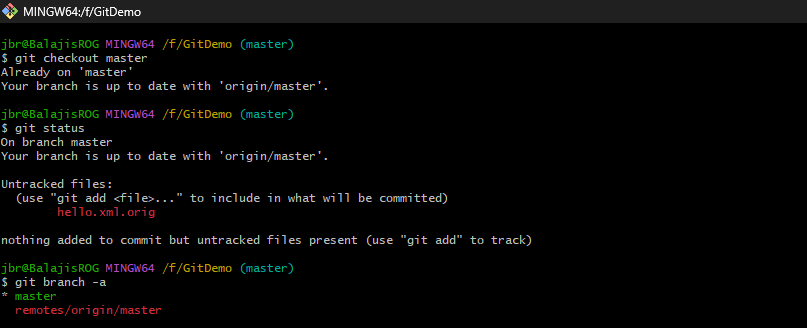 MINGW64:/f/GitDemo
jbr@BalajisROG MINGW64 /f/GitDemo (master)
$ git checkout master
Already on 'master'
Your branch is up to date with 'origin/master'.
jbr@BalajisROG MINGW64 /f/GitDemo (master)
$ git status
On branch master
Your branch is up to date with 'origin/master'.
Untracked files:
  (use "git add <file>..." to include in what will be committed)
        hello.xml.orig
nothing added to commit but untracked files present (use "git add" to track)
jbr@BalajisROG MINGW64 /f/GitDemo (master)
$ git branch -a
* master
  remotes/origin/master